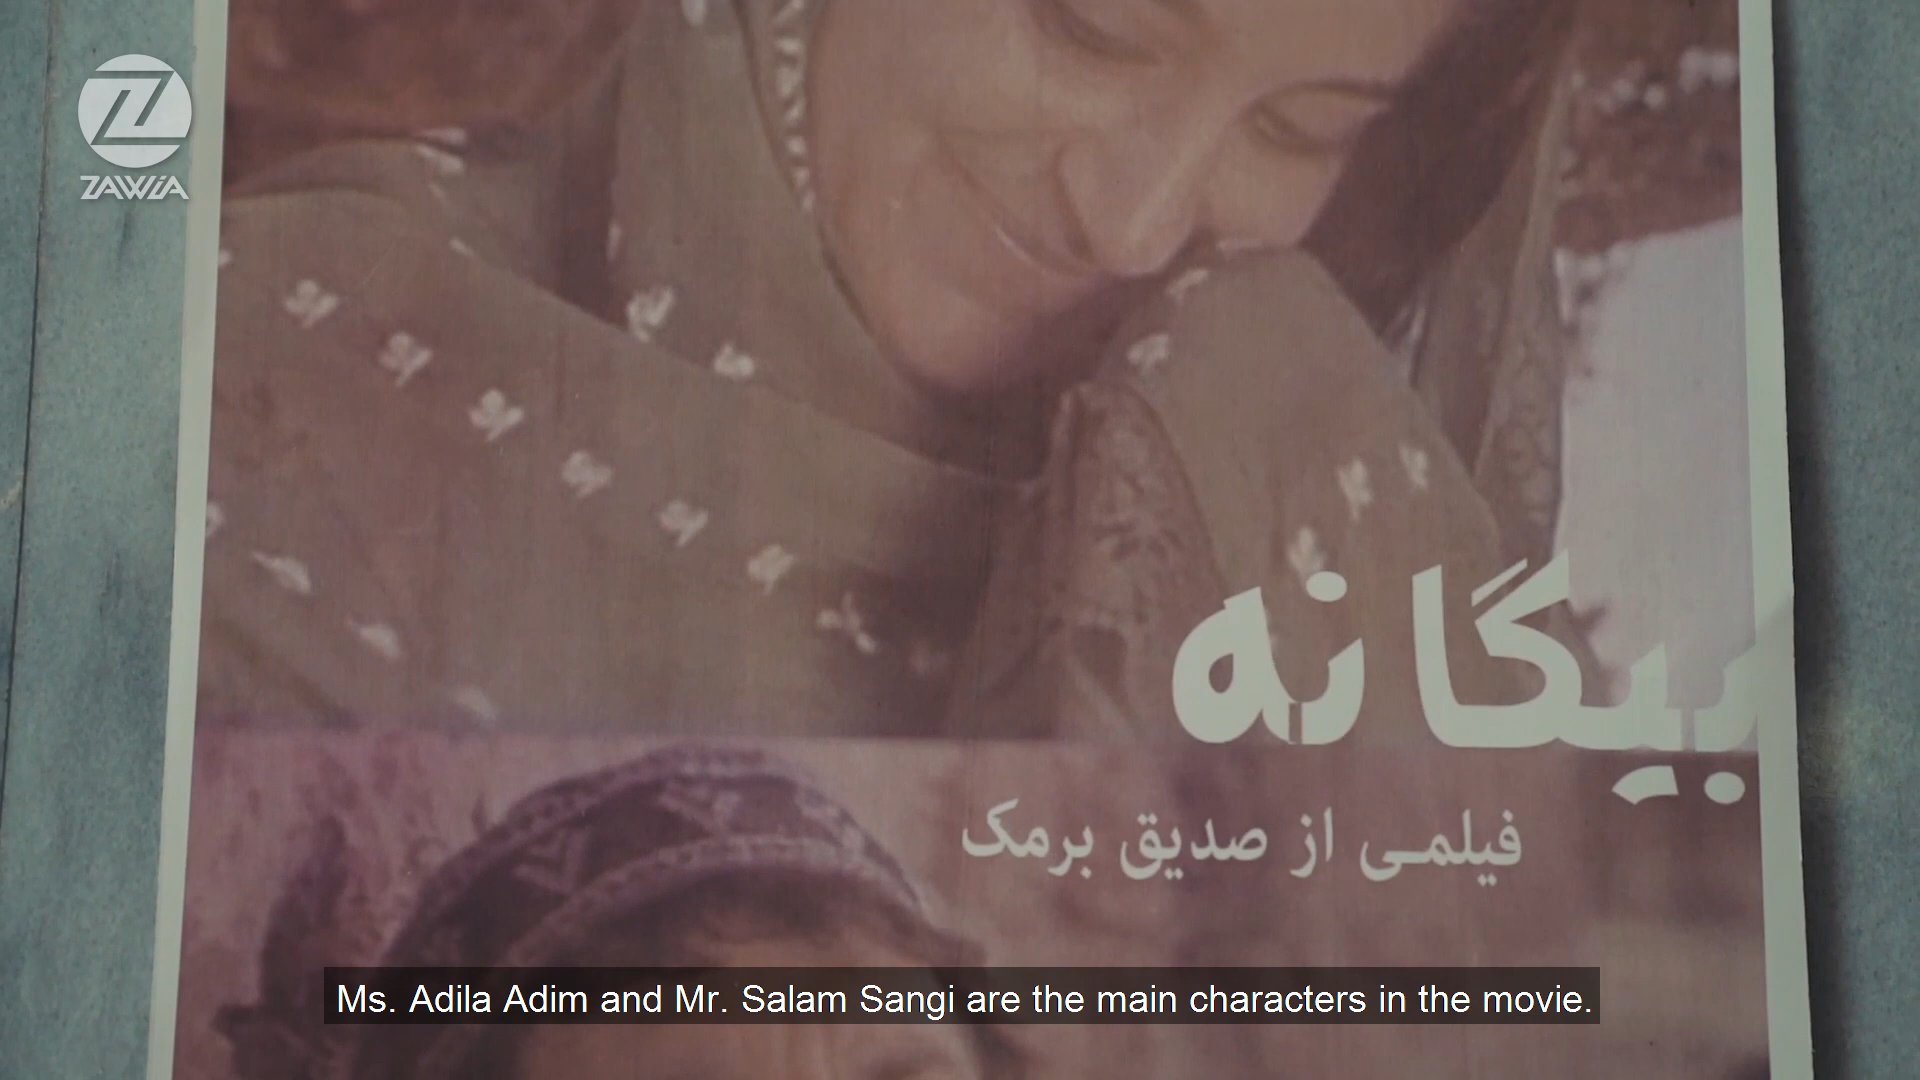 ZAWIA
بیگانه
فیلمی از صدیق برمک
Ms. Adila Adim and Mr. Salam Sangi are the main characters in the movie.